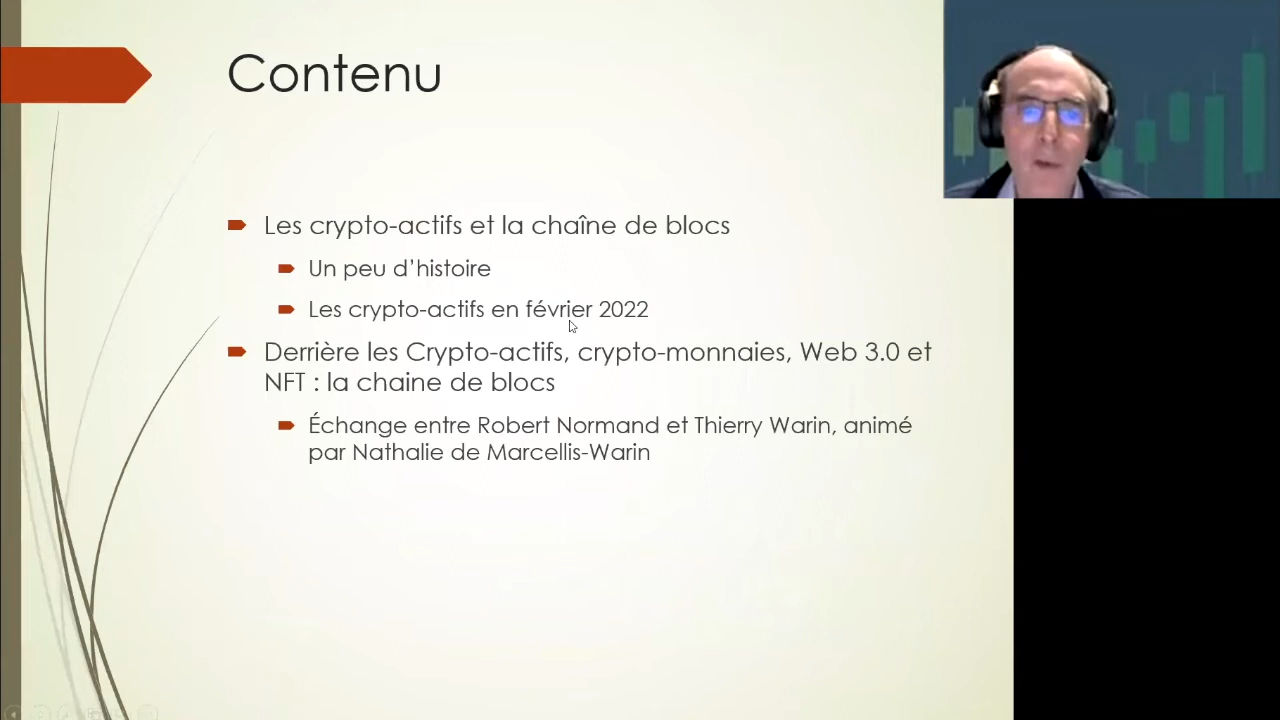 Contenu
Les crypto-actifs et la chaîne de blocs
Un peu d'histoire
Les crypto-actifs en février 2022
Derrière les Crypto-actifs, crypto-monnaies, Web 3.0 et
NFT : la chaine de blocs
Échange entre Robert Normand et Thierry Warin, animé
par Nathalie de Marcellis-Warin